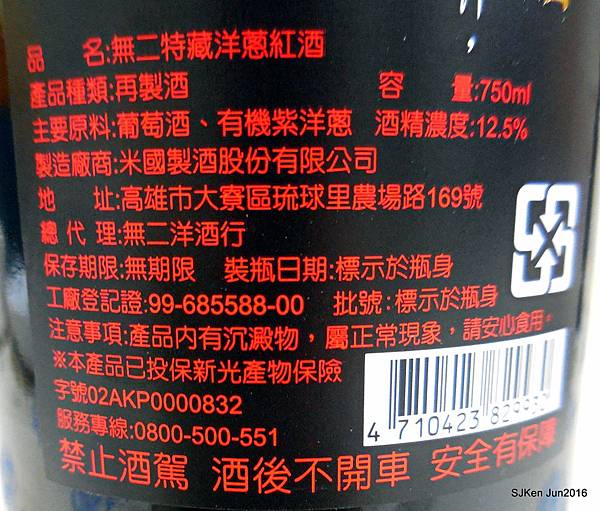 品 名:無二特藏洋蔥紅酒
產品種類:再製酒 容 量:750ml
主要原料:葡萄酒、有機紫洋蔥 酒精濃度:12.5%
製造廠商:米國製酒股份有限公司
地 址:高雄市大寮區琉球里農場路169號
總代理:無二洋酒行
保存期限:無期限 裝瓶日期:標示於瓶身
工廠登記證:99-685588-00 批號:標示於瓶身
注意事項:產品內有沉澱物，屬正常現象，請安心食用。
※本產品已投保新光產物保險
字號02AKP0000832
服務專線:0800-500-551
4 710423 829932
禁止酒駕 酒後不開車 安全有保障
SJKen Jun2016